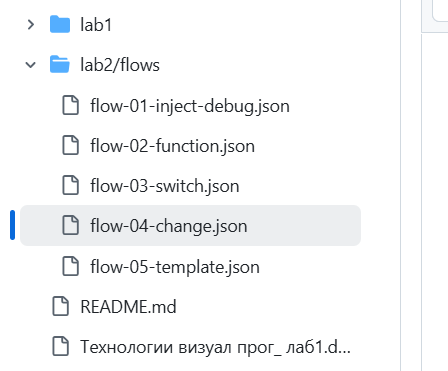 lab1
lab2/flows
flow-01-inject-debug.json
flow-02-function.json
flow-03-switch.json
flow-04-change.json
flow-05-template.json
README.md
Технологии визуал прог_ лаб1.d...